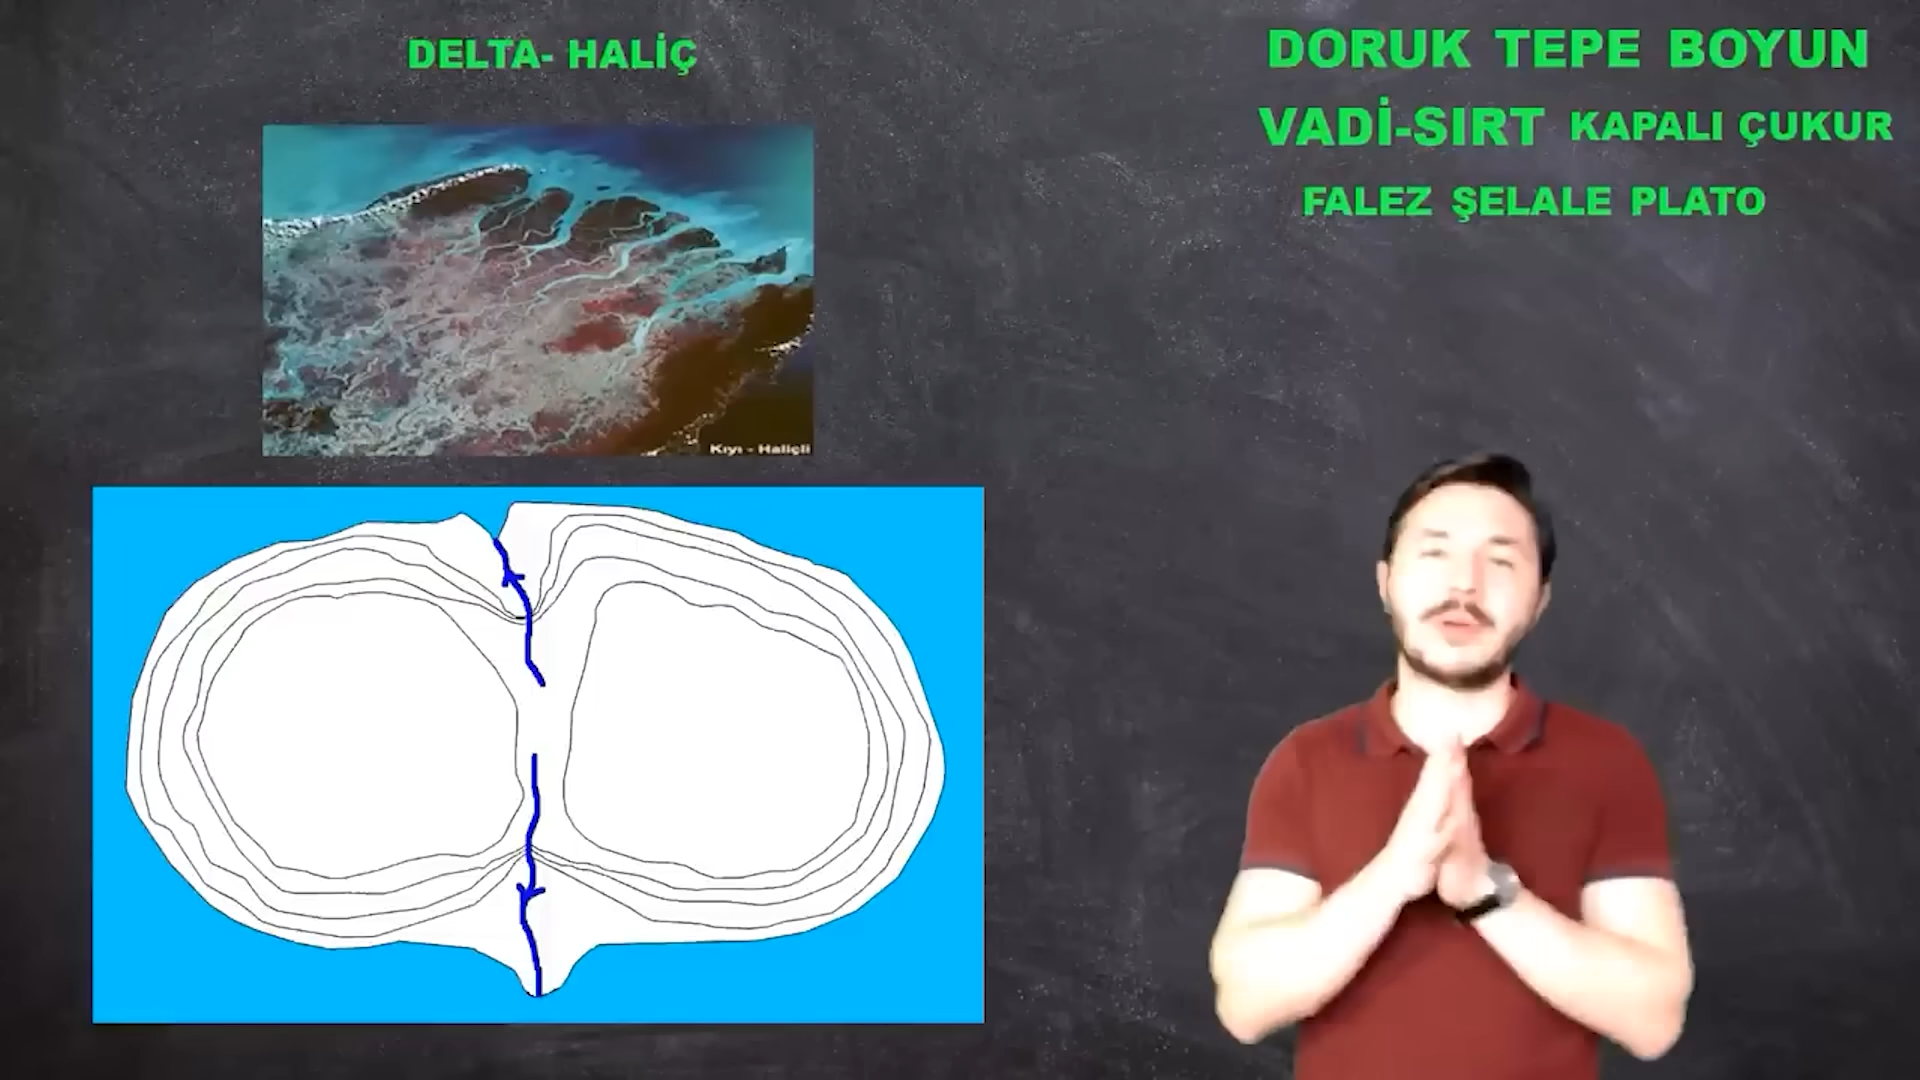 DELTA- HALİÇ
DORUK TEPE BOYUN
VADİ-SIRT KAPALI ÇUKUR
FALEZ ŞELALE PLATO
Kıyı - Haliçli